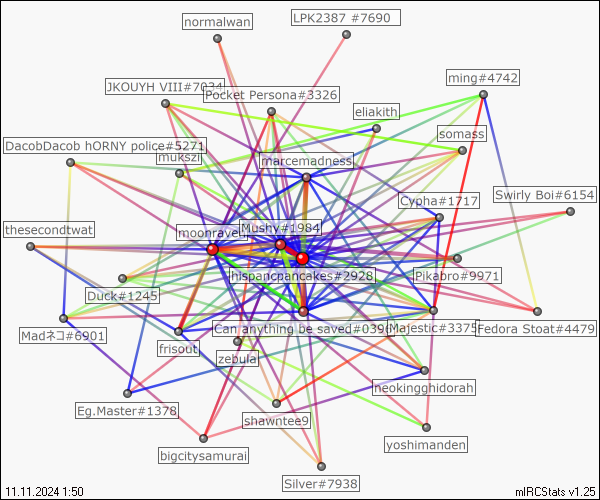 normalwan
LPK2387 #7690
ming#4742
JKOUYH VIII#7034
Pocket Persona#3326
eliakith
somass
DacobDacob hORNY police#5271
mukszi
marcemadness
Swirly Boi#6154
Cypha#1717
thesecondtwat
moonravel
Mushy#1984
hispancpancakes#2928
Pikabro#9971
Duck#1245
Madネコ#6901
Can anything be saved#0390
Majestic#3375
Fedora Stoat#4479
frisout
zebula
neokingghidorah
Eg.Master#1378
shawntee9
yoshimanden
bigcitysamurai
Silver#7938
11.11.2024 1:50
mIRCStats v1.25